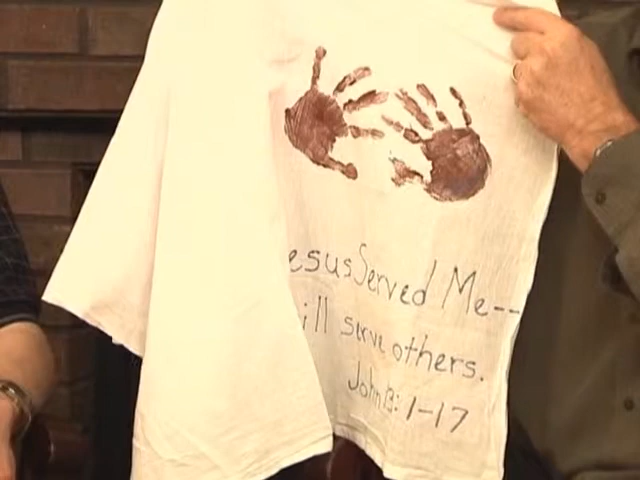 esus Served Me--
ill serve others.
John 13: 1-17